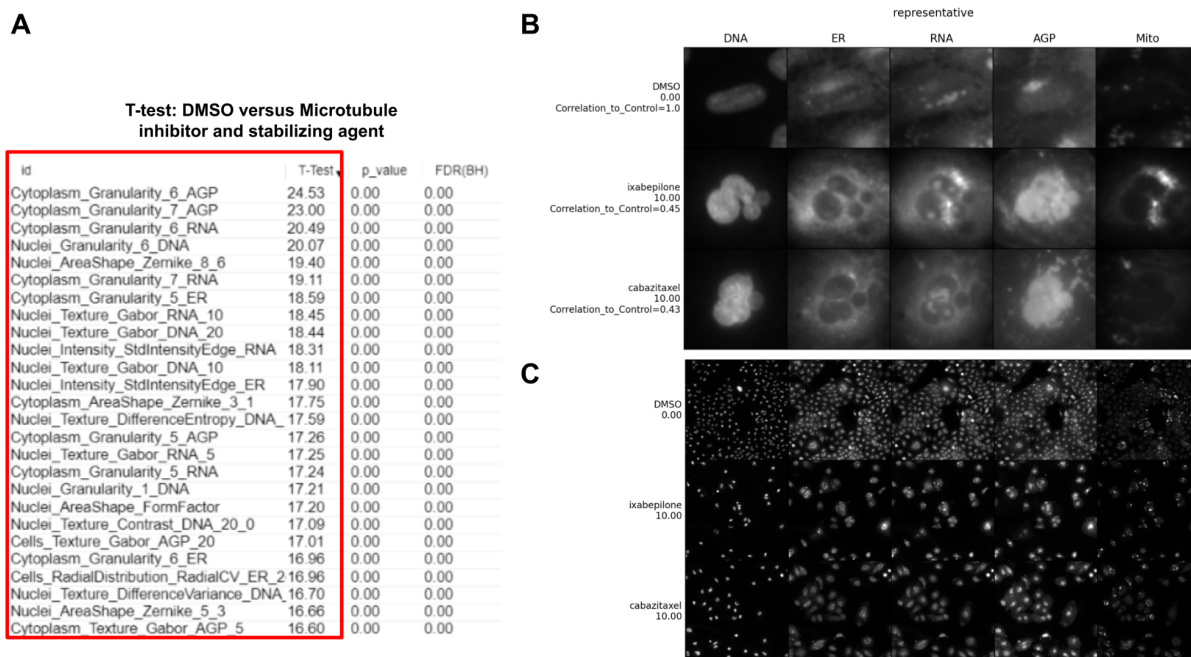 A
T-test: DMSO versus Microtubule
inhibitor and stabilizing agent
id T-Test p_value FDR(BH)
Cytoplasm_Granularity_6_AGP 24.53 0.00 0.00
Cytoplasm_Granularity_7_AGP 23.00 0.00 0.00
Cytoplasm_Granularity_6_RNA 20.49 0.00 0.00
Nuclei_Granularity_6_DNA 20.07 0.00 0.00
Nuclei_AreaShape_Zernike_8_6 19.40 0.00 0.00
Cytoplasm_Granularity_7_RNA 19.11 0.00 0.00
Cytoplasm_Granularity_5_ER 18.59 0.00 0.00
Nuclei_Texture_Gabor_RNA_10 18.45 0.00 0.00
Nuclei_Texture_Gabor_DNA_20 18.44 0.00 0.00
Nuclei_Intensity_StdIntensityEdge_RNA 18.31 0.00 0.00
Nuclei_Texture_Gabor_DNA_10 18.11 0.00 0.00
Nuclei_Intensity_StdIntensityEdge_ER 17.90 0.00 0.00
Cytoplasm_AreaShape_Zernike_3_1 17.75 0.00 0.00
Nuclei_Texture_DifferenceEntropy_DNA_ 17.59 0.00 0.00
Cytoplasm_Granularity_5_AGP 17.26 0.00 0.00
Nuclei_Texture_Gabor_RNA_5 17.25 0.00 0.00
Cytoplasm_Granularity_5_RNA 17.24 0.00 0.00
Nuclei_Granularity_1_DNA 17.21 0.00 0.00
Nuclei_AreaShape_FormFactor 17.20 0.00 0.00
Nuclei_Texture_Contrast_DNA_20_0 17.09 0.00 0.00
Cells_Texture_Gabor_AGP_20 17.01 0.00 0.00
Cytoplasm_Granularity_6_ER 16.96 0.00 0.00
Cells_RadialDistribution_RadialCV_ER_2 16.96 0.00 0.00
Nuclei_Texture_DifferenceVariance_DNA_ 16.70 0.00 0.00
Nuclei_AreaShape_Zernike_5_3 16.66 0.00 0.00
Cytoplasm_Texture_Gabor_AGP_5 16.60 0.00 0.00
B
representative
DNA ER RNA AGP Mito
DMSO
0.00
Correlation_to_Control=1.0
ixabepilone
10.00
Correlation_to_Control=0.45
cabazitaxel
10.00
Correlation_to_Control=0.43
C
DMSO
0.00
ixabepilone
10.00
cabazitaxel
10.00